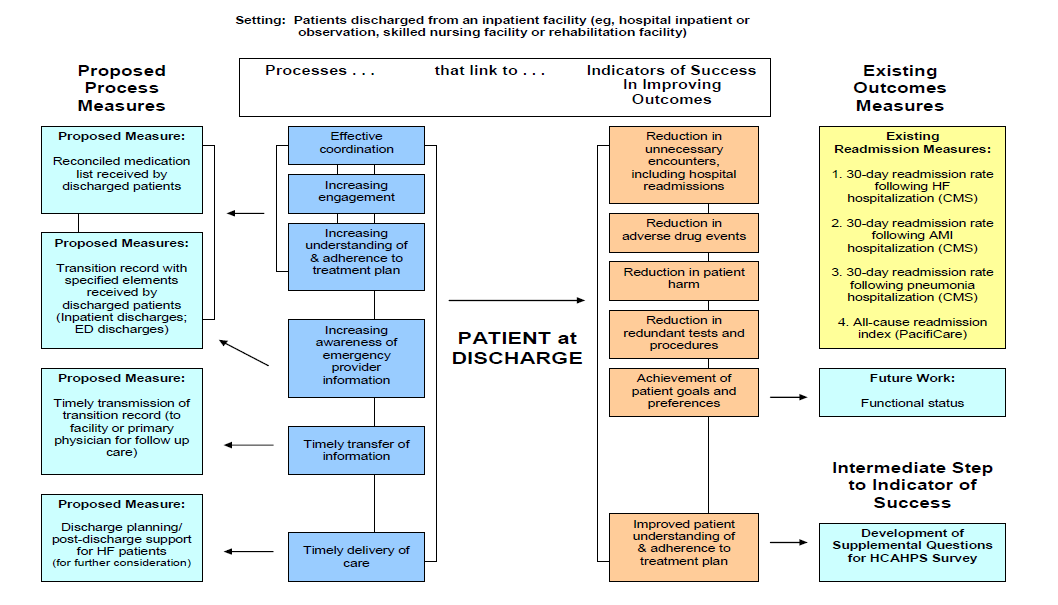 Setting: Patients discharged from an inpatient facility (eg, hospital inpatient or
observation, skilled nursing facility or rehabilitation facility)
Proposed
Process
Measures
Processes . . . that link to . . . Indicators of Success
In Improving
Outcomes
Existing
Outcomes
Measures
Proposed Measure:
Reconciled medication
list received by
discharged patients
Proposed Measures:
Transition record with
specified elements
received by
discharged patients
(Inpatient discharges;
ED discharges)
Proposed Measure:
Timely transmission of
transition record (to
facility or primary
physician for follow up
care)
Proposed Measure:
Discharge planning/
post-discharge support
for HF patients
(for further consideration)
Effective
coordination
Increasing
engagement
Increasing
understanding of
& adherence to
treatment plan
Increasing
awareness of
emergency
provider
information
Timely transfer of
information
Timely delivery of
care
PATIENT at
DISCHARGE
Reduction in
unnecessary
encounters,
including hospital
readmissions
Reduction in
adverse drug events
Reduction in patient
harm
Reduction in
redundant tests and
procedures
Achievement of
patient goals and
preferences
Improved patient
understanding of
& adherence to
treatment plan
Existing
Readmission Measures:
1. 30-day readmission rate
following HF
hospitalization (CMS)
2. 30-day readmission rate
following AMI
hospitalization (CMS)
3. 30-day readmission rate
following pneumonia
hospitalization (CMS)
4. All-cause readmission
index (PacifiCare)
Future Work:
Functional status
Intermediate Step
to Indicator of
Success
Development of
Supplemental Questions
for HCAHPS Survey